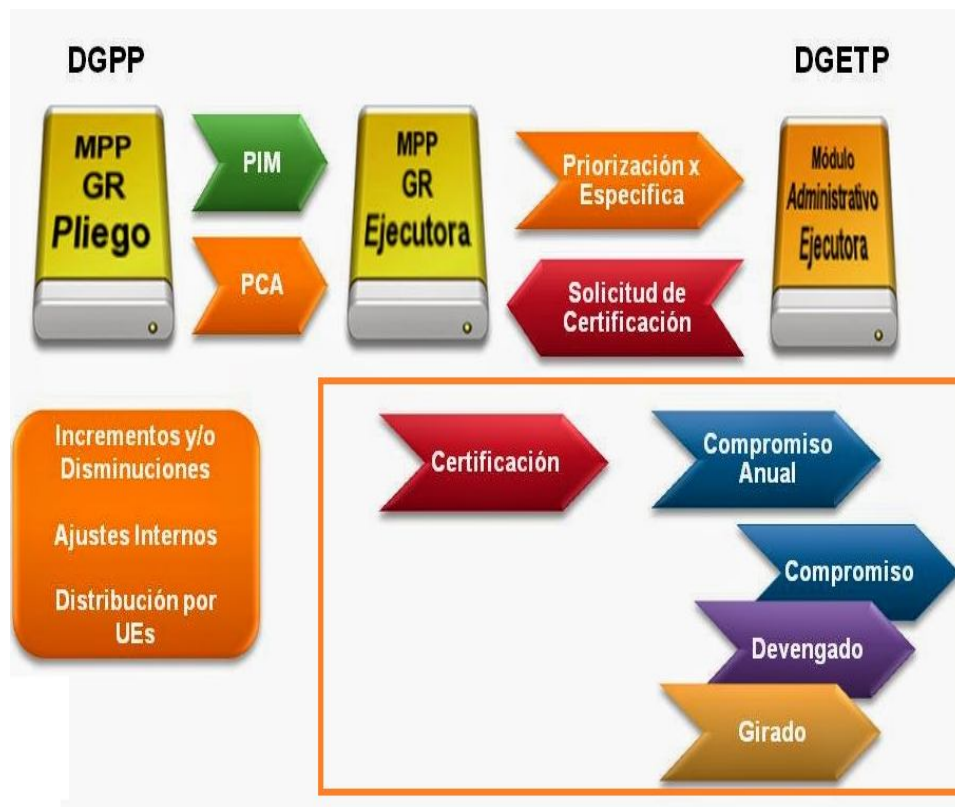 DGPP
DGETP
MPP
GR
Pliego
PIM
PCA
MPP
GR
Ejecutora
Priorización x
Especifica
Solicitud de
Certificación
Módulo
Administrativo
Ejecutora
Incrementos y/o
Disminuciones
Ajustes Internos
Distribución por
UEs
Certificación
Compromiso
Anual
Compromiso
Devengado
Girado